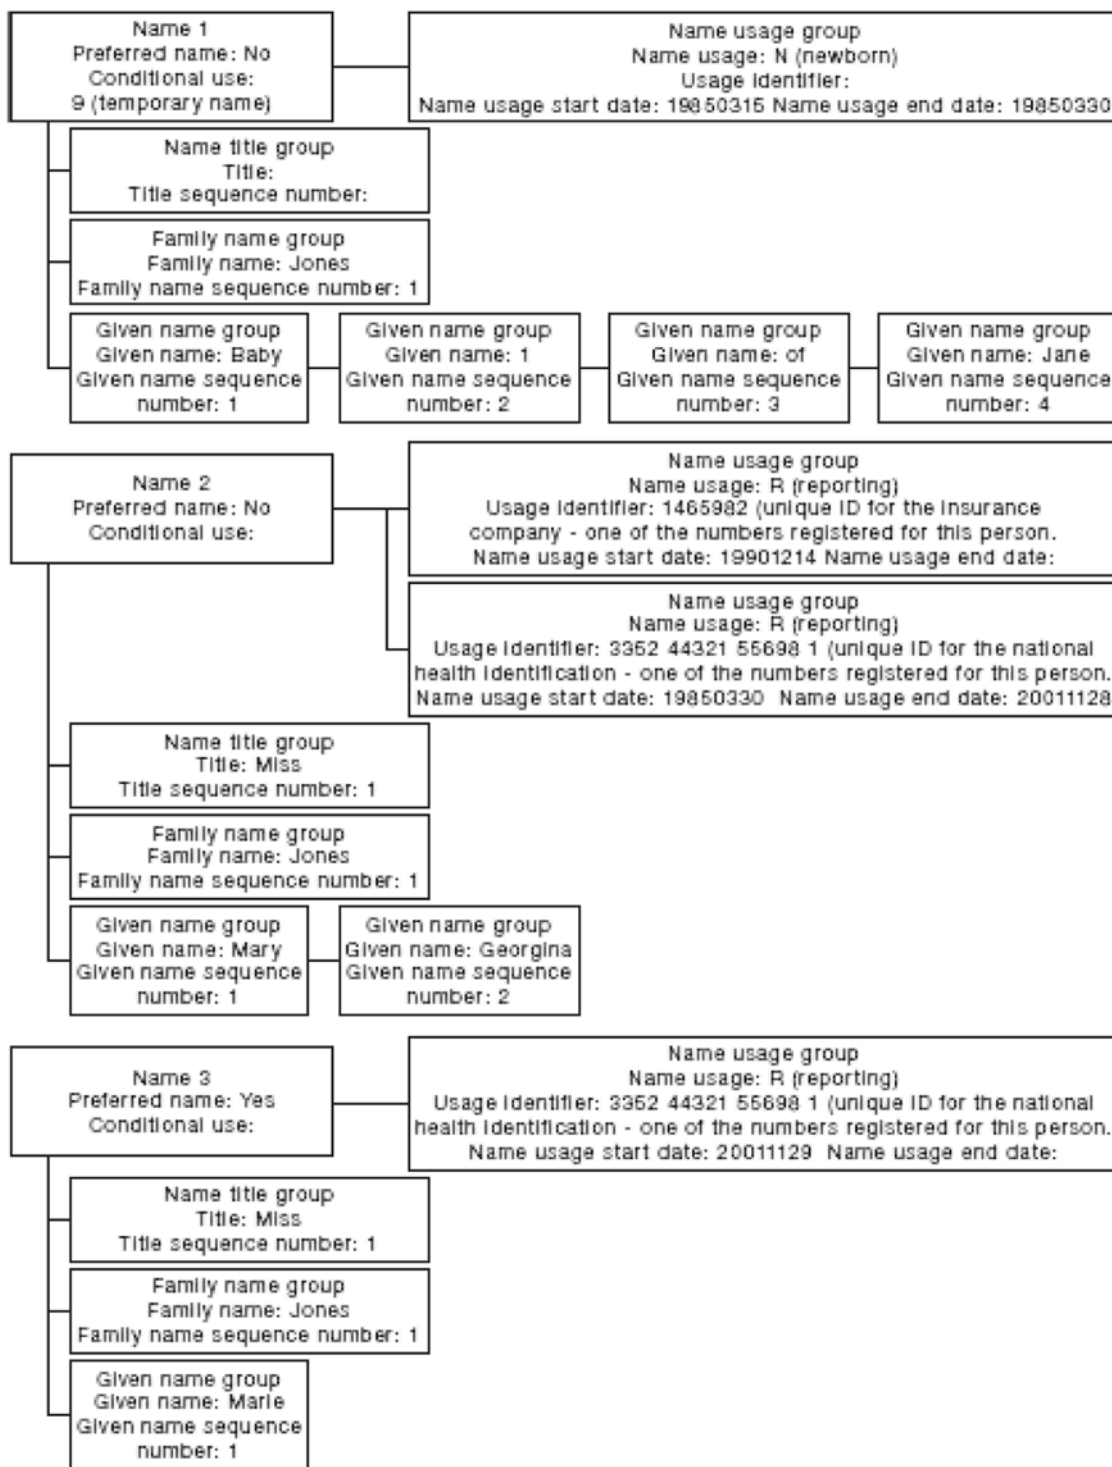 Name 1
Preferred name: No
Conditional use:
9 (temporary name)
Name usage group
Name usage: N (newborn)
Usage Identifier:
Name usage start date: 19850315 Name usage end date: 19850330
Name title group
Title:
Title sequence number:
Family name group
Family name: Jones
Family name sequence number: 1
Given name group
Given name: Baby
Given name sequence
number: 1
Given name group
Given name: 1
Given name sequence
number: 2
Given name group
Given name: of
Given name sequence
number: 3
Given name group
Given name: Jane
Given name sequence
number: 4
Name 2
Preferred name: No
Conditional use:
Name usage group
Name usage: R (reporting)
Usage Identifier: 1465982 (unique ID for the insurance
company - one of the numbers registered for this person.
Name usage start date: 19901214 Name usage end date:
Name usage group
Name usage: R (reporting)
Usage Identifier: 3352 44321 55698 1 (unique ID for the national
health identification - one of the numbers registered for this person.
Name usage start date: 19850330 Name usage end date: 20011128
Name title group
Title: Miss
Title sequence number: 1
Family name group
Family name: Jones
Family name sequence number: 1
Given name group
Given name: Mary
Given name sequence
number: 1
Given name group
Given name: Georgina
Given name sequence
number: 2
Name 3
Preferred name: Yes
Conditional use:
Name usage group
Name usage: R (reporting)
Usage Identifier: 3352 44321 55698 1 (unique ID for the national
health identification - one of the numbers registered for this person.
Name usage start date: 20011129 Name usage end date:
Name title group
Title: Miss
Title sequence number: 1
Family name group
Family name: Jones
Family name sequence number: 1
Given name group
Given name: Marie
Given name sequence
number: 1